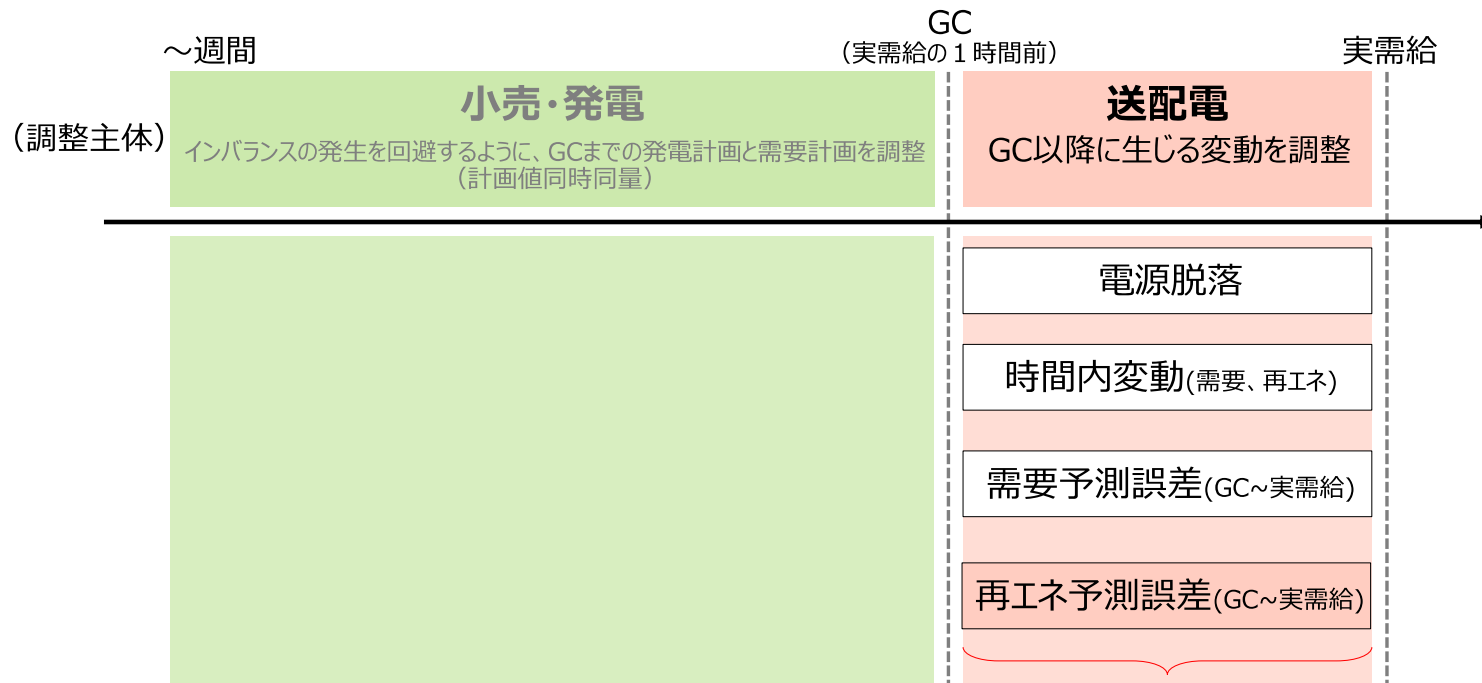 ～週間
GC
（実需給の１時間前）
実需給
（調整主体）
小売・発電
インバランスの発生を回避するように、GCまでの発電計画と需要計画を調整
（計画値同時同量）
送配電
GC以降に生じる変動を調整
電源脱落
時間内変動(需要、再エネ)
需要予測誤差(GC~実需給)
再エネ予測誤差(GC~実需給)